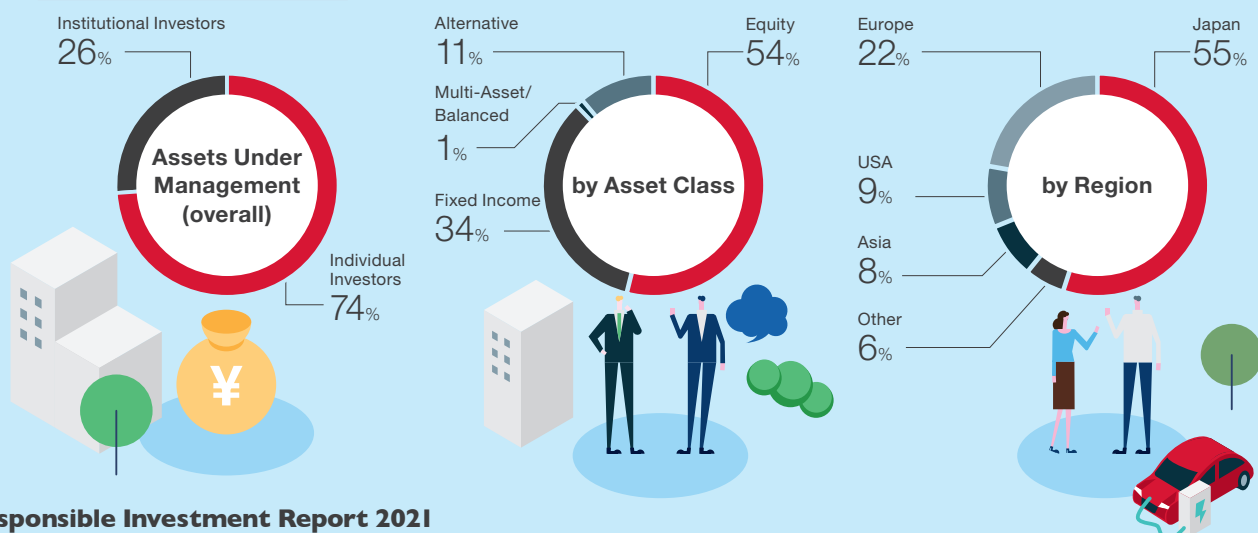 Institutional Investors
26%
Assets Under
Management
(overall)
Individual
Investors
74%
¥
Alternative
11%
Equity
54%
Multi-Asset/
Balanced
1%
Fixed Income
34%
by Asset Class
Europe
22%
Japan
55%
USA
9%
by Region
Asia
8%
Other
6%
sponsible Investment Report 2021